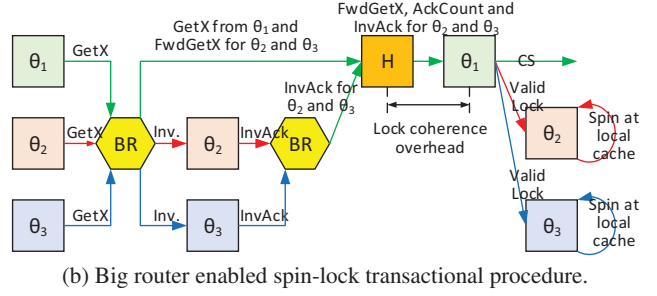 FwdGetX, AckCount and
InvAck for
θ2 and θ3
GetX from θ1 and
FwdGetX for θ2 and θ3
GetX
θ1
H
θ1
CS
InvAck for
θ2 and θ3
Valid
Lock
θ2
GetX
BR
Inv.
θ2
InvAck
BR
Lock coherence
overhead
θ2
Spin at
local
cache
Valid
Lock
θ3
GetX
Inv.
θ3
InvAck
θ3
Spin at
local
cache
(b) Big router enabled spin-lock transactional procedure.